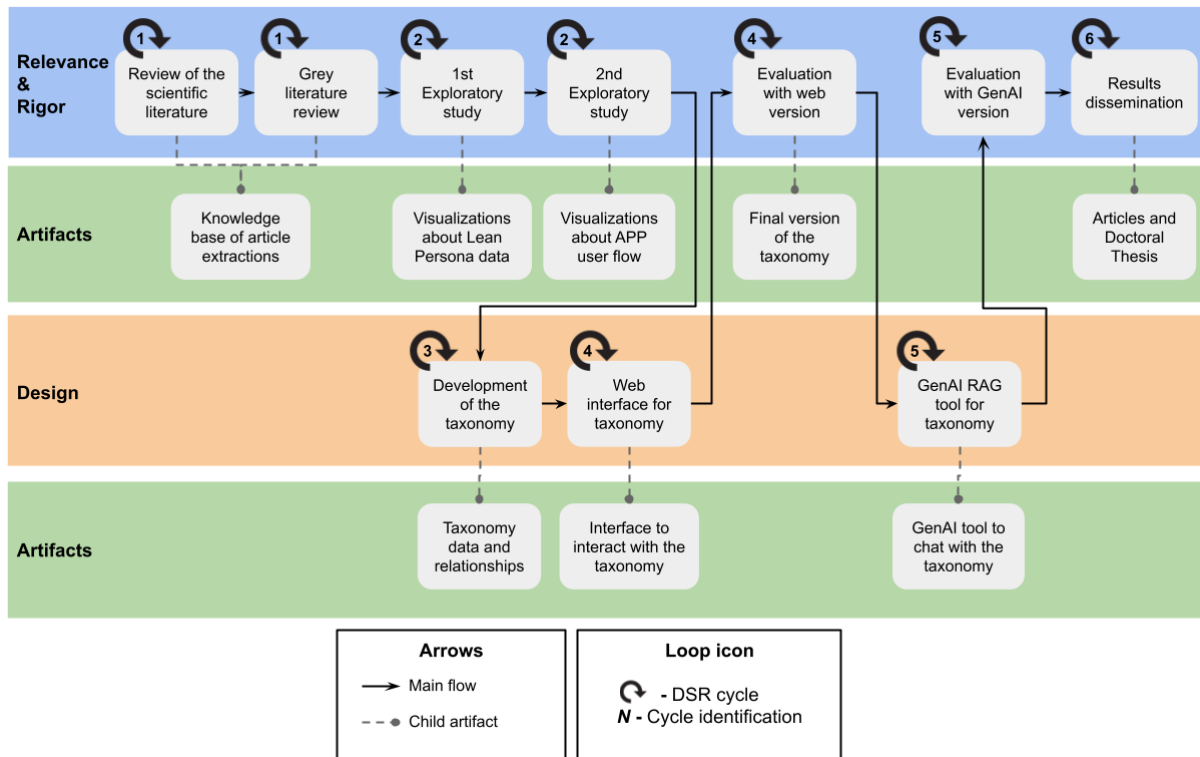 Relevance
&
Rigor
1
Review of the
scientific
literature
1
Grey
literature
review
2
1st
Exploratory
study
2
2nd
Exploratory
study
4
Evaluation
with web
version
5
Evaluation
with GenAI
version
6
Results
dissemination
Artifacts
Knowledge
base of article
extractions
Visualizations
about Lean
Persona data
Visualizations
about APP
user flow
Final version
of the
taxonomy
Articles and
Doctoral
Thesis
Design
3
Development
of the
taxonomy
4
Web
interface for
taxonomy
5
GenAI RAG
tool for
taxonomy
Artifacts
Taxonomy
data and
relationships
Interface to
interact with the
taxonomy
GenAI tool to
chat with the
taxonomy
Arrows
Main flow
Child artifact
Loop icon
- DSR cycle
N - Cycle identification